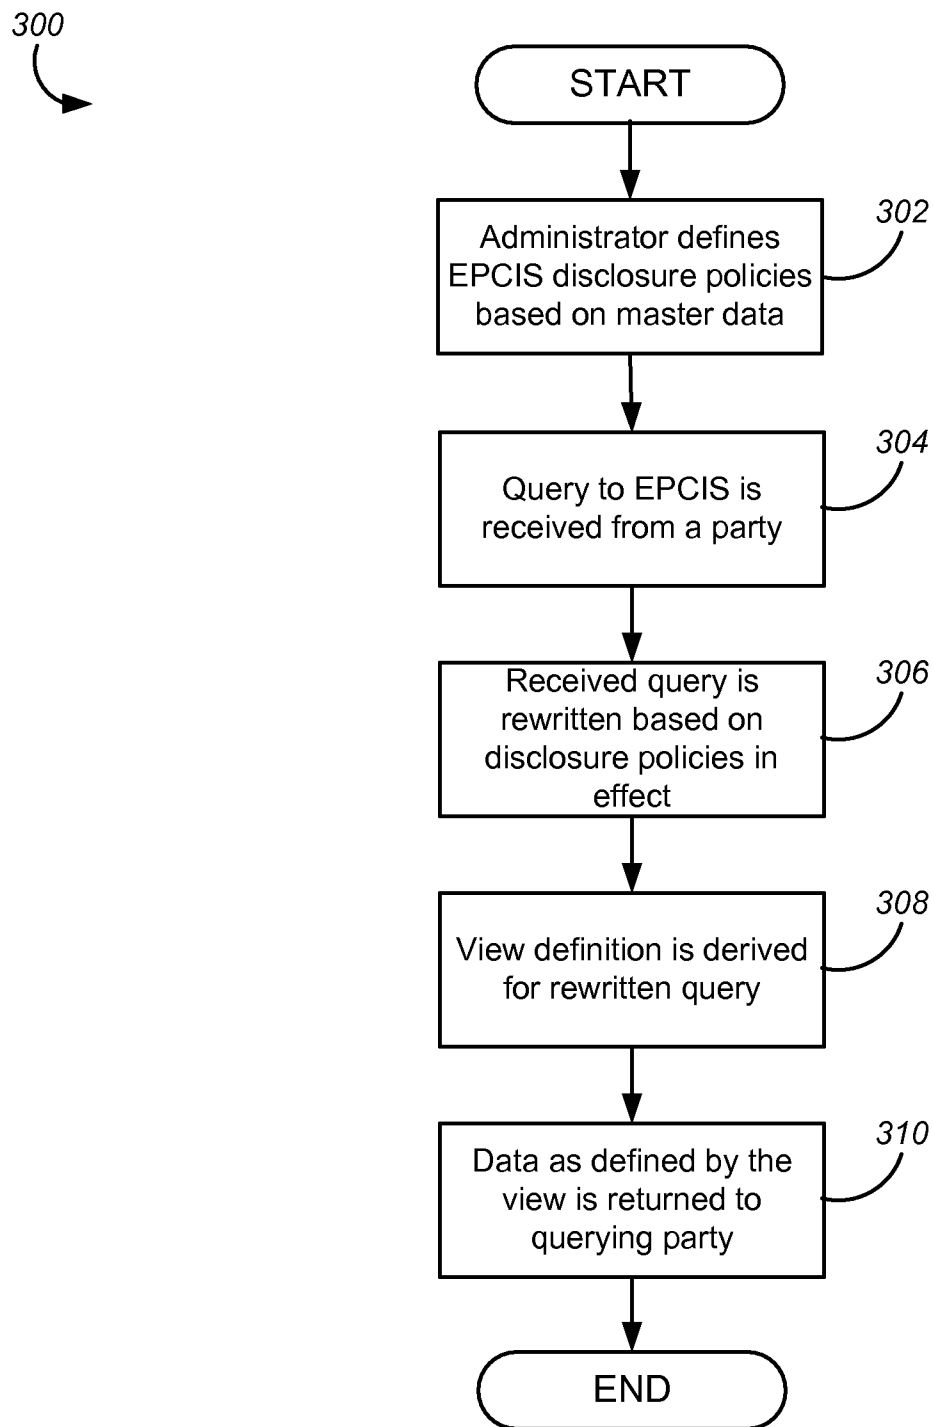 300
START
302
Administrator defines
EPCIS disclosure policies
based on master data
304
Query to EPCIS is
received from a party
306
Received query is
rewritten based on
disclosure policies in
effect
308
View definition is derived
for rewritten query
310
Data as defined by the
view is returned to
querying party
END